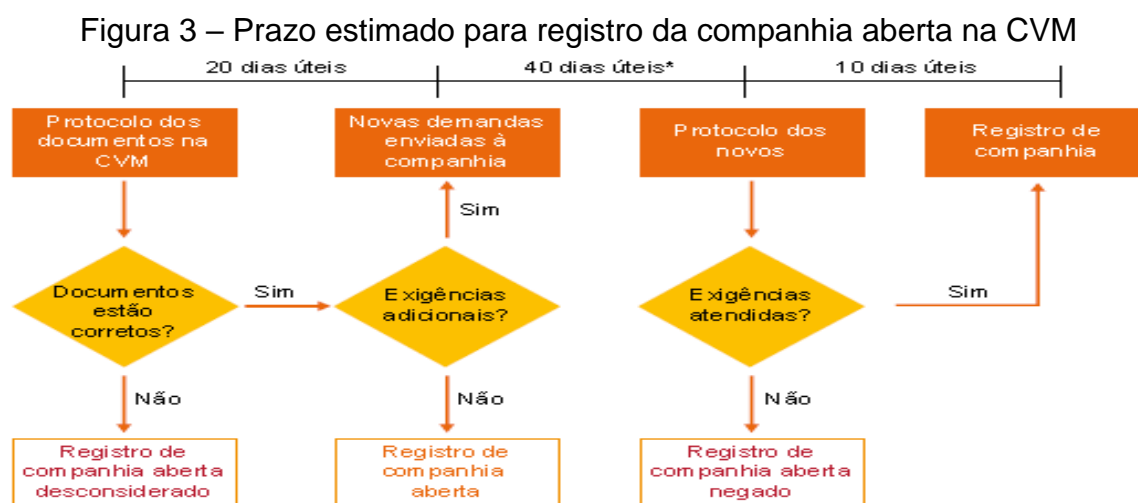 Figura 3 – Prazo estimado para registro da companhia aberta na CVM
20 dias úteis
40 dias úteis*
10 dias úteis
Protocolo dos
documentos na
CVM
Novas demandas
enviadas à
companhia
Protocolo dos
novos
Registro de
companhia
Sim
Documentos
estão
corretos?
Sim
Exigências
adicionais?
Exigências
atendidas?
Sim
Não
Não
Não
Registro de
companhia aberta
desconsiderado
Registro de
companhia
aberta
Registro de
companhia aberta
negado